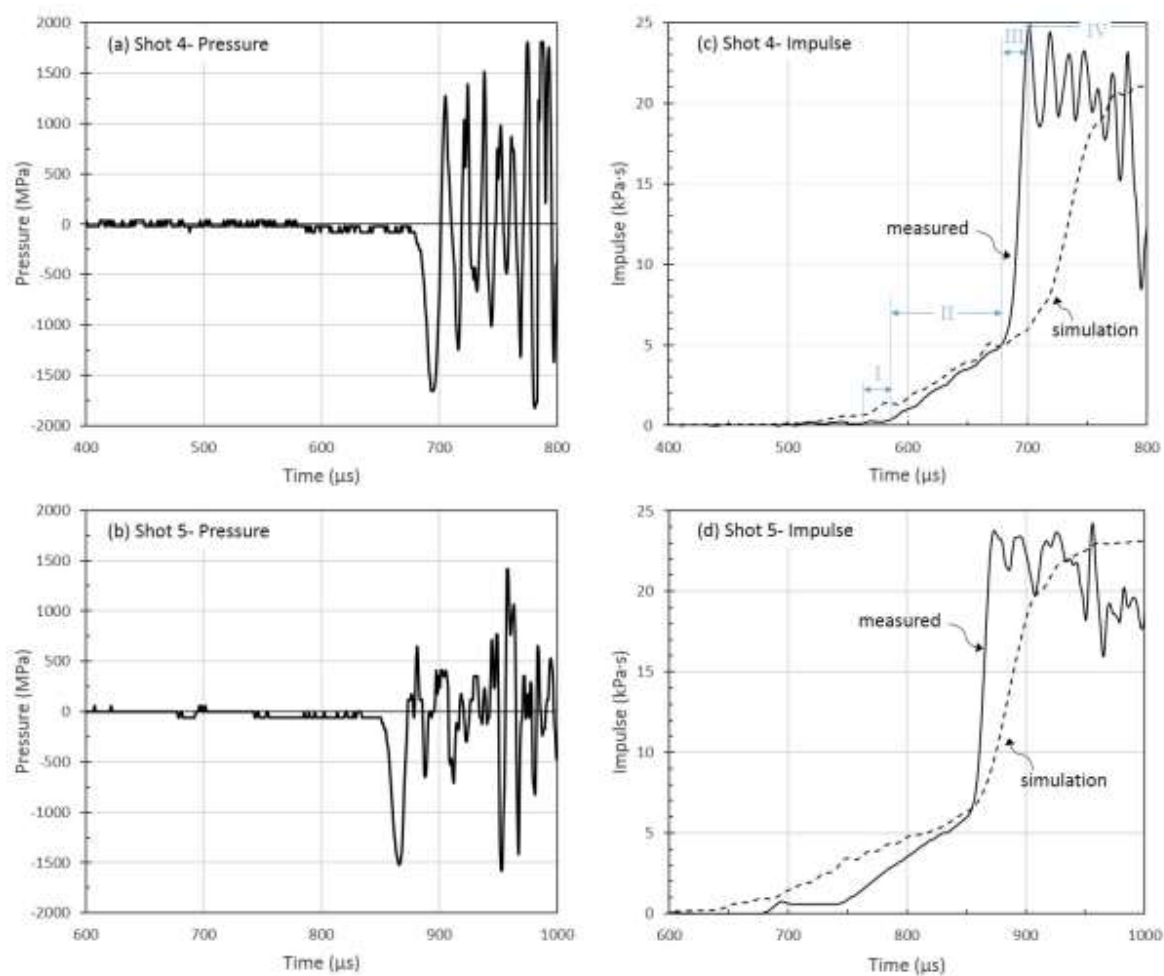 (a) Shot 4- Pressure
2000
1500
1000
500
0
-500
-1000
-1500
-2000
Pressure (MPa)
400
500
600
700
800
Time (µs)
(c) Shot 4- Impulse
25
20
15
10
5
0
Impulse (kPa·s)
I
II
III
IV
measured
simulation
400
500
600
700
800
Time (µs)
(b) Shot 5- Pressure
2000
1500
1000
500
0
-500
-1000
-1500
-2000
Pressure (MPa)
600
700
800
900
1000
Time (µs)
(d) Shot 5- Impulse
25
20
15
10
5
0
Impulse (kPa·s)
measured
simulation
600
700
800
900
1000
Time (µs)